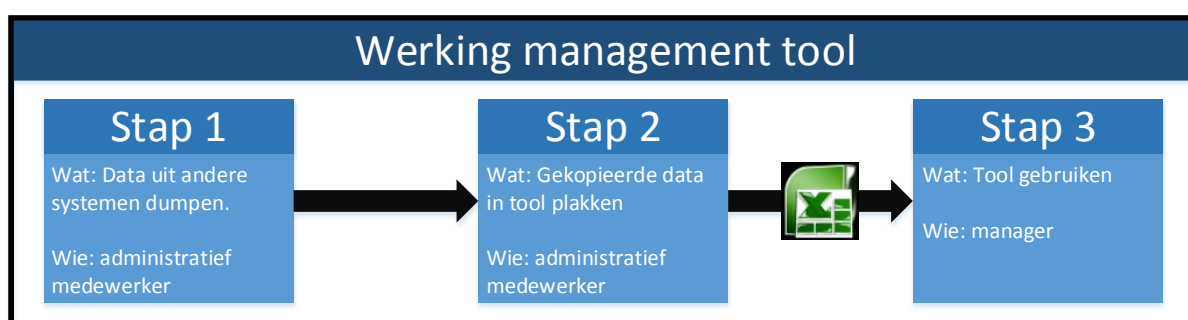 Werking management tool
Stap 1
Wat: Data uit andere
systemen dumpen.
Wie: administratief
medewerker
Stap 2
Wat: Gekopieerde data
in tool plakken
Wie: administratief
medewerker
Stap 3
Wat: Tool gebruiken
Wie: manager